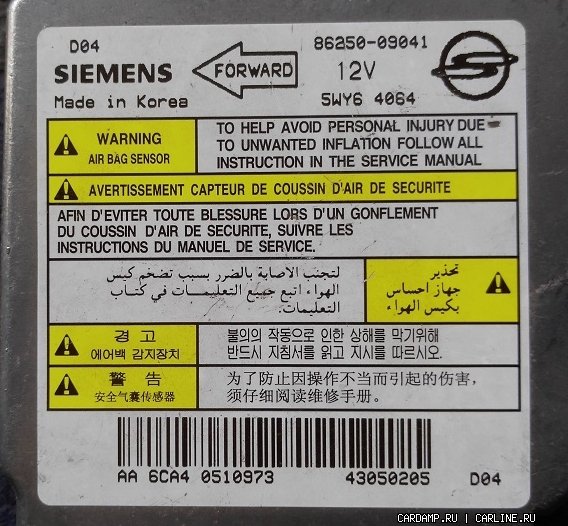 D04
86250-09041
SIEMENS
FORWARD
12V
Made in Korea
5WY6 4064
WARNING
AIR BAG SENSOR
TO HELP AVOID PERSONAL INJURY DUE
TO UNWANTED INFLATION FOLLOW ALL
INSTRUCTION IN THE SERVICE MANUAL
AVERTISSEMENT CAPTEUR DE COUSSIN D'AIR DE SECURITE
AFIN D'EVITER TOUTE BLESSURE LORS D'UN GONFLEMENT
DU COUSSIN D'AIR DE SECURITE, SUIVRE LES
INSTRUCTIONS DU MANUEL DE SERVICE.
تحذير
جهاز احساس
بكيس الهواء
لتجنب الاصابة بالضرر بسبب تضخم كيس
الهواء اتبع جميع التعليمات في كتاب
التعليمات.
경 고
에어백 감지장치
불의의 작동으로 인한 상해를 막기위해
반드시 지침서를 읽고 지시를 따르시오.
警 告
安全气囊传感器
为了防止因操作不当而引起的伤害,
须仔细阅读维修手册.
AA 6CA4 0510973
43050205
D04
CARDAMP.RU | CARLINE.RU